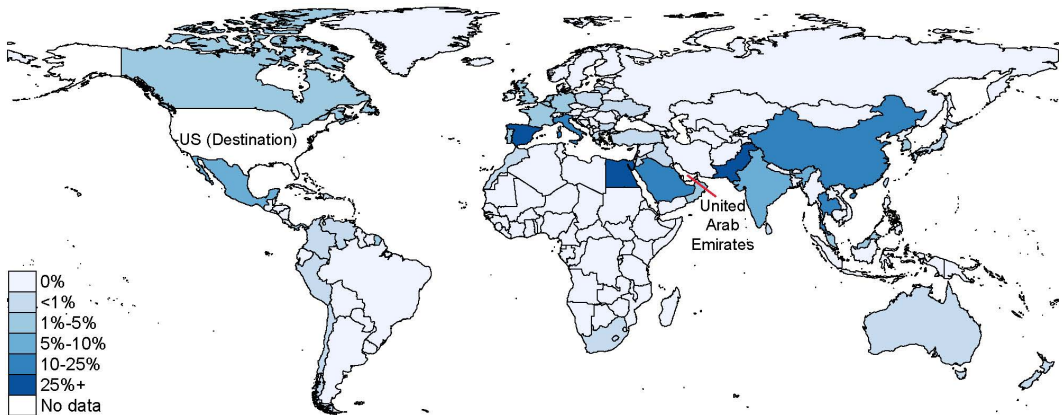 US (Destination)
United
Arab
Emirates
0%
<1%
1%-5%
5%-10%
10-25%
25%+
No data